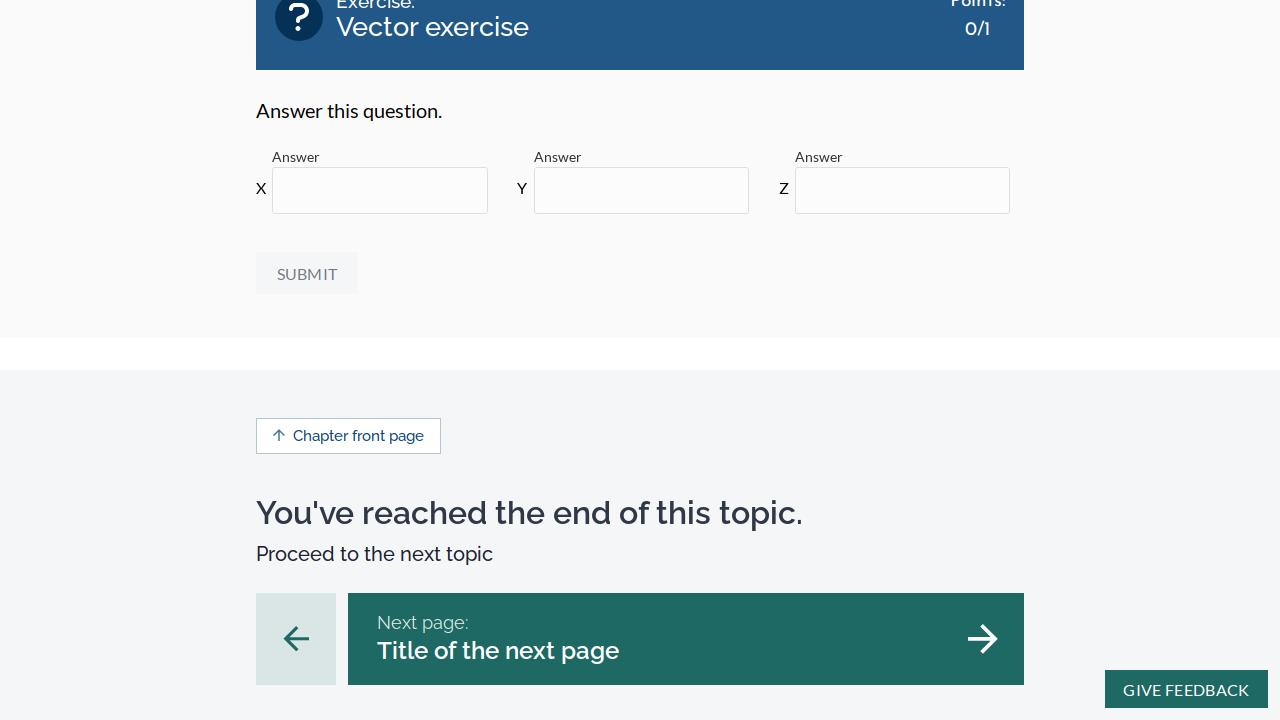 Exercise:
Vector exercise
Points:
0/1
Answer this question.
Answer
Answer
Answer
X
Y
Z
SUBMIT
Chapter front page
You've reached the end of this topic.
Proceed to the next topic
Next page:
Title of the next page
GIVE FEEDBACK